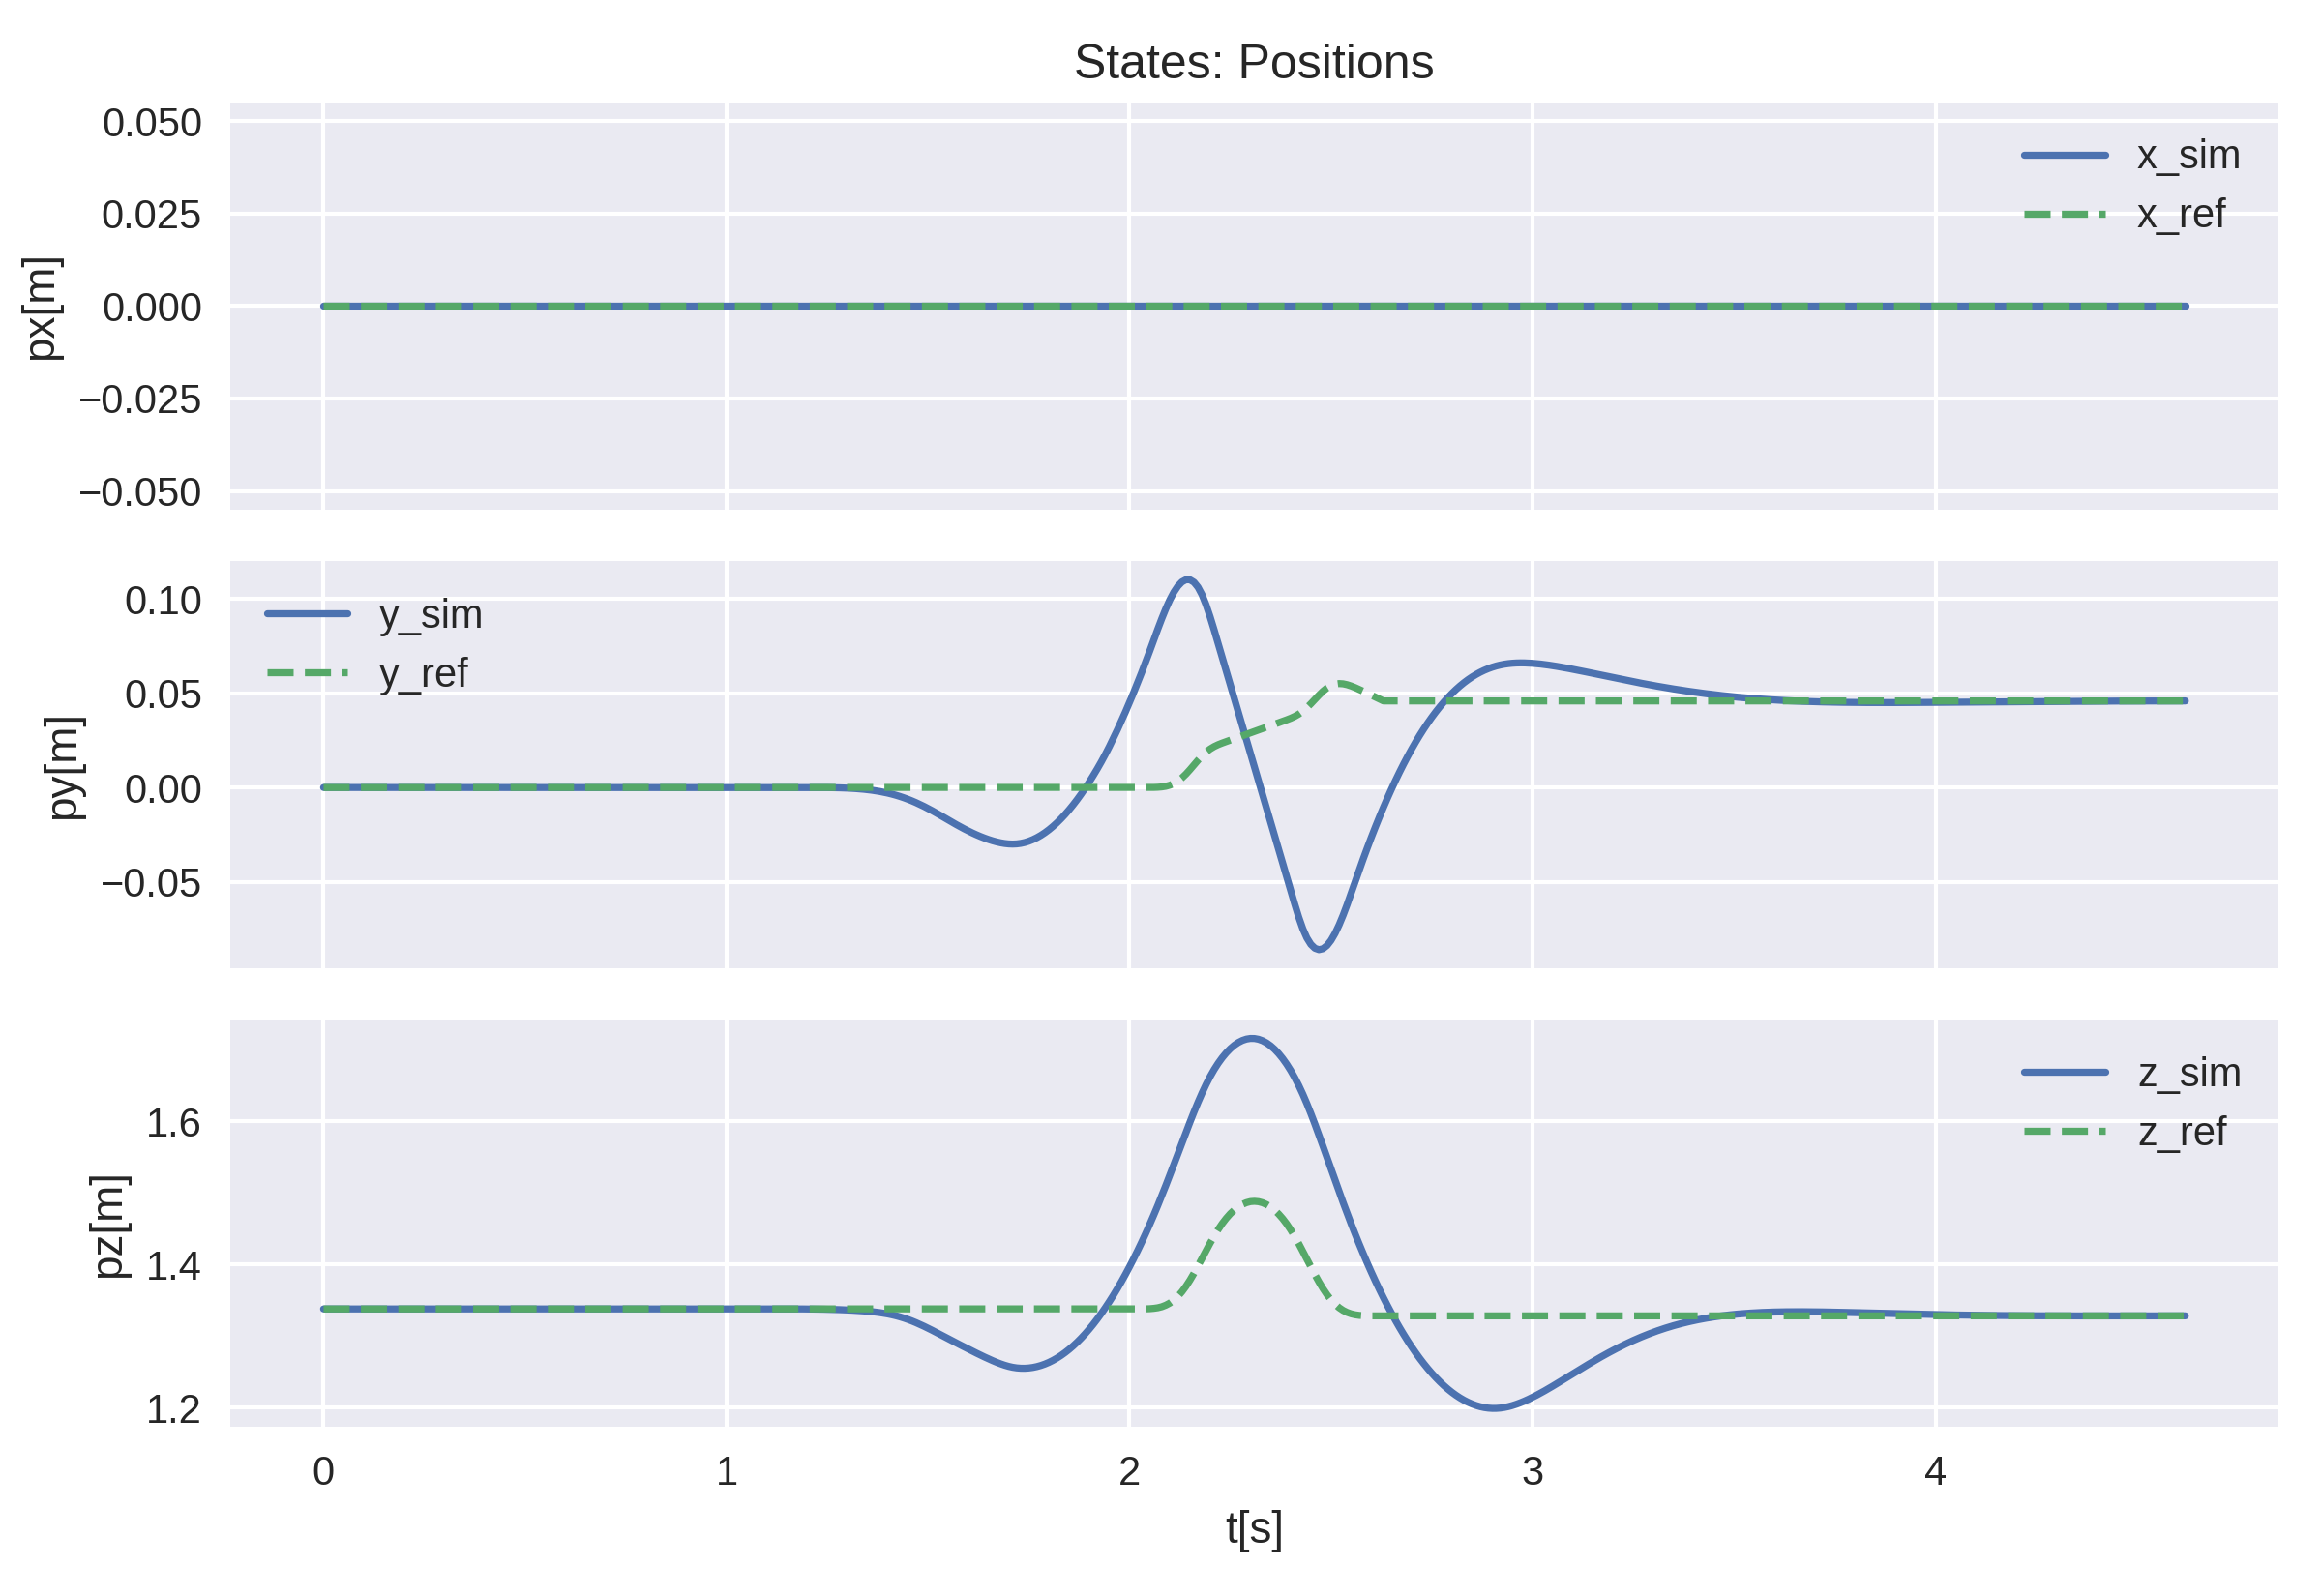 States: Positions
0.050
0.025
0.000
−0.025
−0.050
px[m]
x_sim
x_ref
0.10
0.05
0.00
−0.05
py[m]
y_sim
y_ref
1.6
1.4
1.2
pz[m]
z_sim
z_ref
0 1 2 3 4
t[s]